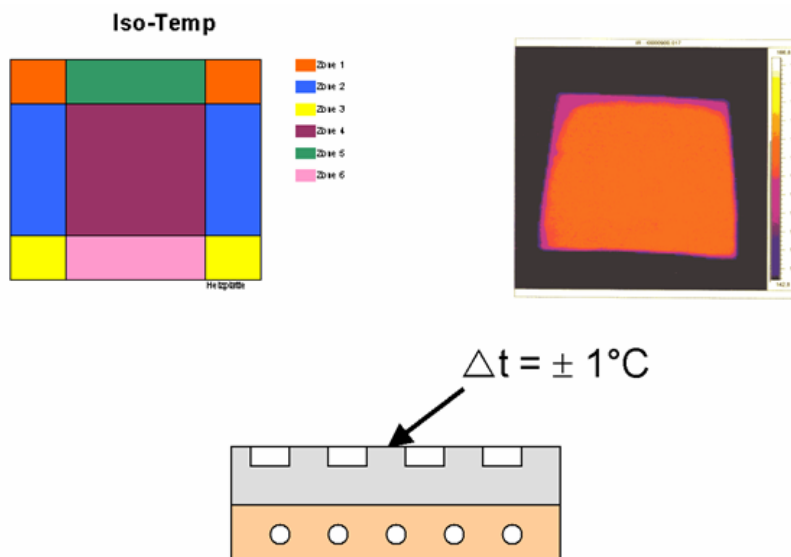 Iso-Temp
Zone 1
Zone 2
Zone 3
Zone 4
Zone 5
Zone 6
Heizplatte
△t = ± 1°C